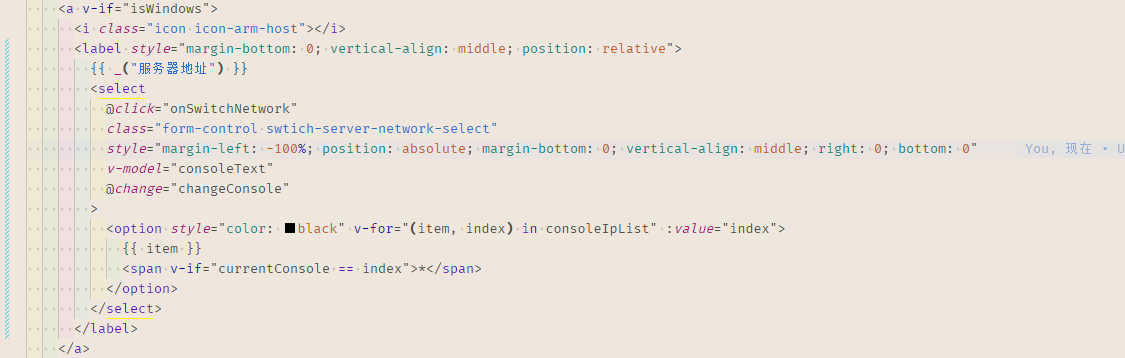 <a v-if="isWindows">
<i class="icon icon-arm-host"></i>
<label style="margin-bottom: 0; vertical-align: middle; position: relative">
{{ _("服务器地址") }}
<select
@click="onSwitchNetwork"
class="form-control swtich-server-network-select"
style="margin-left: -100%; position: absolute; margin-bottom: 0; vertical-align: middle; right: 0; bottom: 0" You, 现在 • U
v-model="consoleText"
@change="changeConsole"
>
<option style="color: black" v-for="(item, index) in consoleIpList" :value="index">
{{ item }}
<span v-if="currentConsole == index">*</span>
</option>
</select>
</label>
</a>